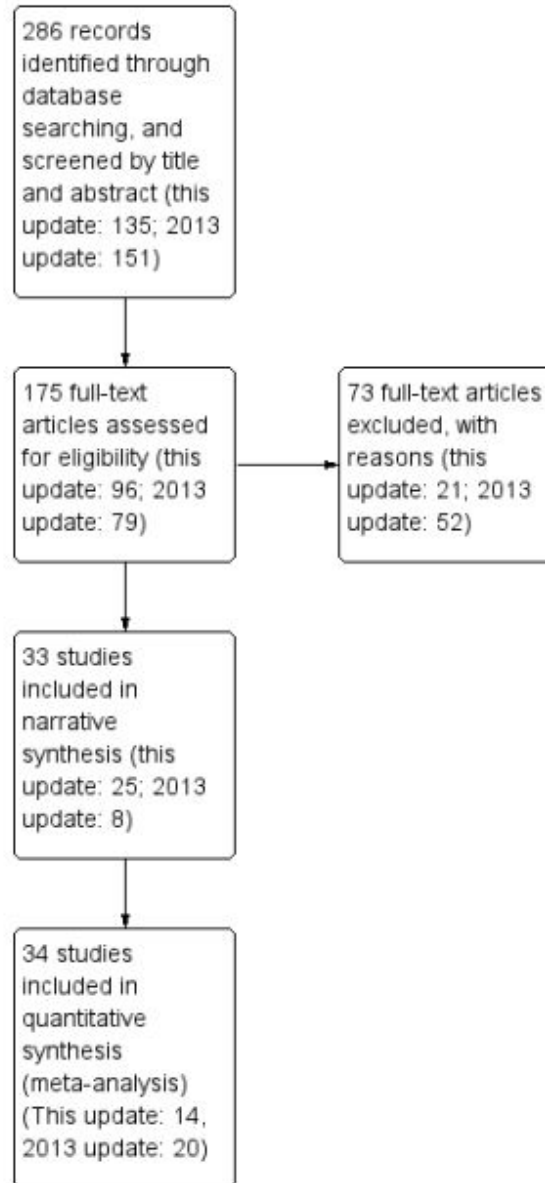 286 records
identified through
database
searching, and
screened by title
and abstract (this
update: 135; 2013
update: 151)
175 full-text
articles assessed
for eligibility (this
update: 96; 2013
update: 79)
73 full-text articles
excluded, with
reasons (this
update: 21; 2013
update: 52)
33 studies
included in
narrative
synthesis (this
update: 25; 2013
update: 8)
34 studies
included in
quantitative
synthesis
(meta-analysis)
(This update: 14,
2013 update: 20)